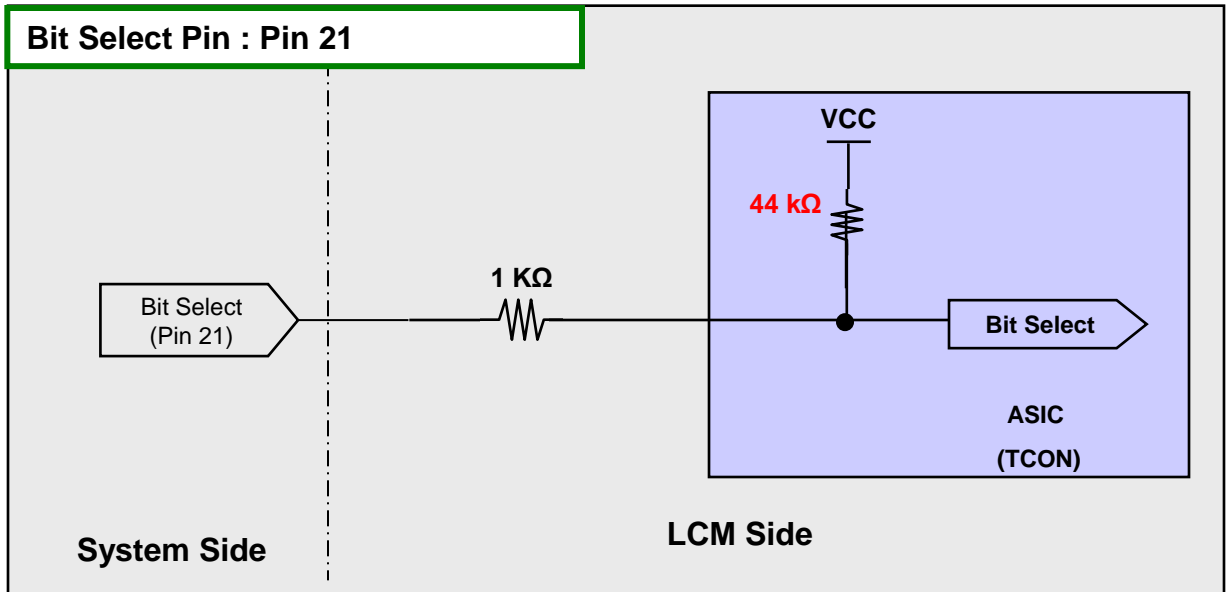 Bit Select Pin : Pin 21
VCC
44 kΩ
1 KΩ
Bit Select
(Pin 21)
Bit Select
ASIC
(TCON)
System Side
LCM Side